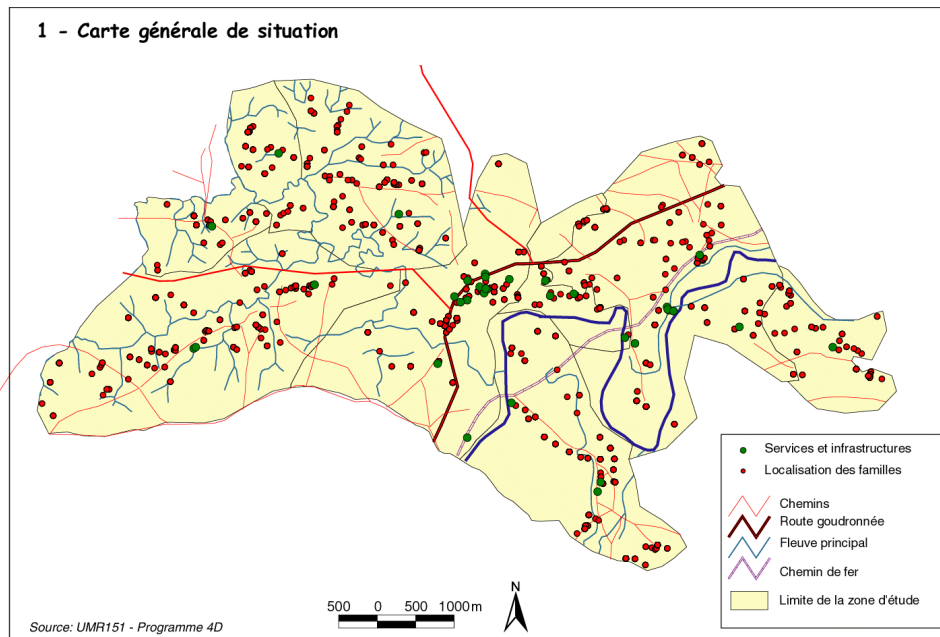 1 - Carte générale de situation
Services et infrastructures
Localisation des familles
Chemins
Route goudronnée
Fleuve principal
Chemin de fer
Limite de la zone d'étude
N
500 0 500 1000 m
Source: UMR151 - Programme 4D